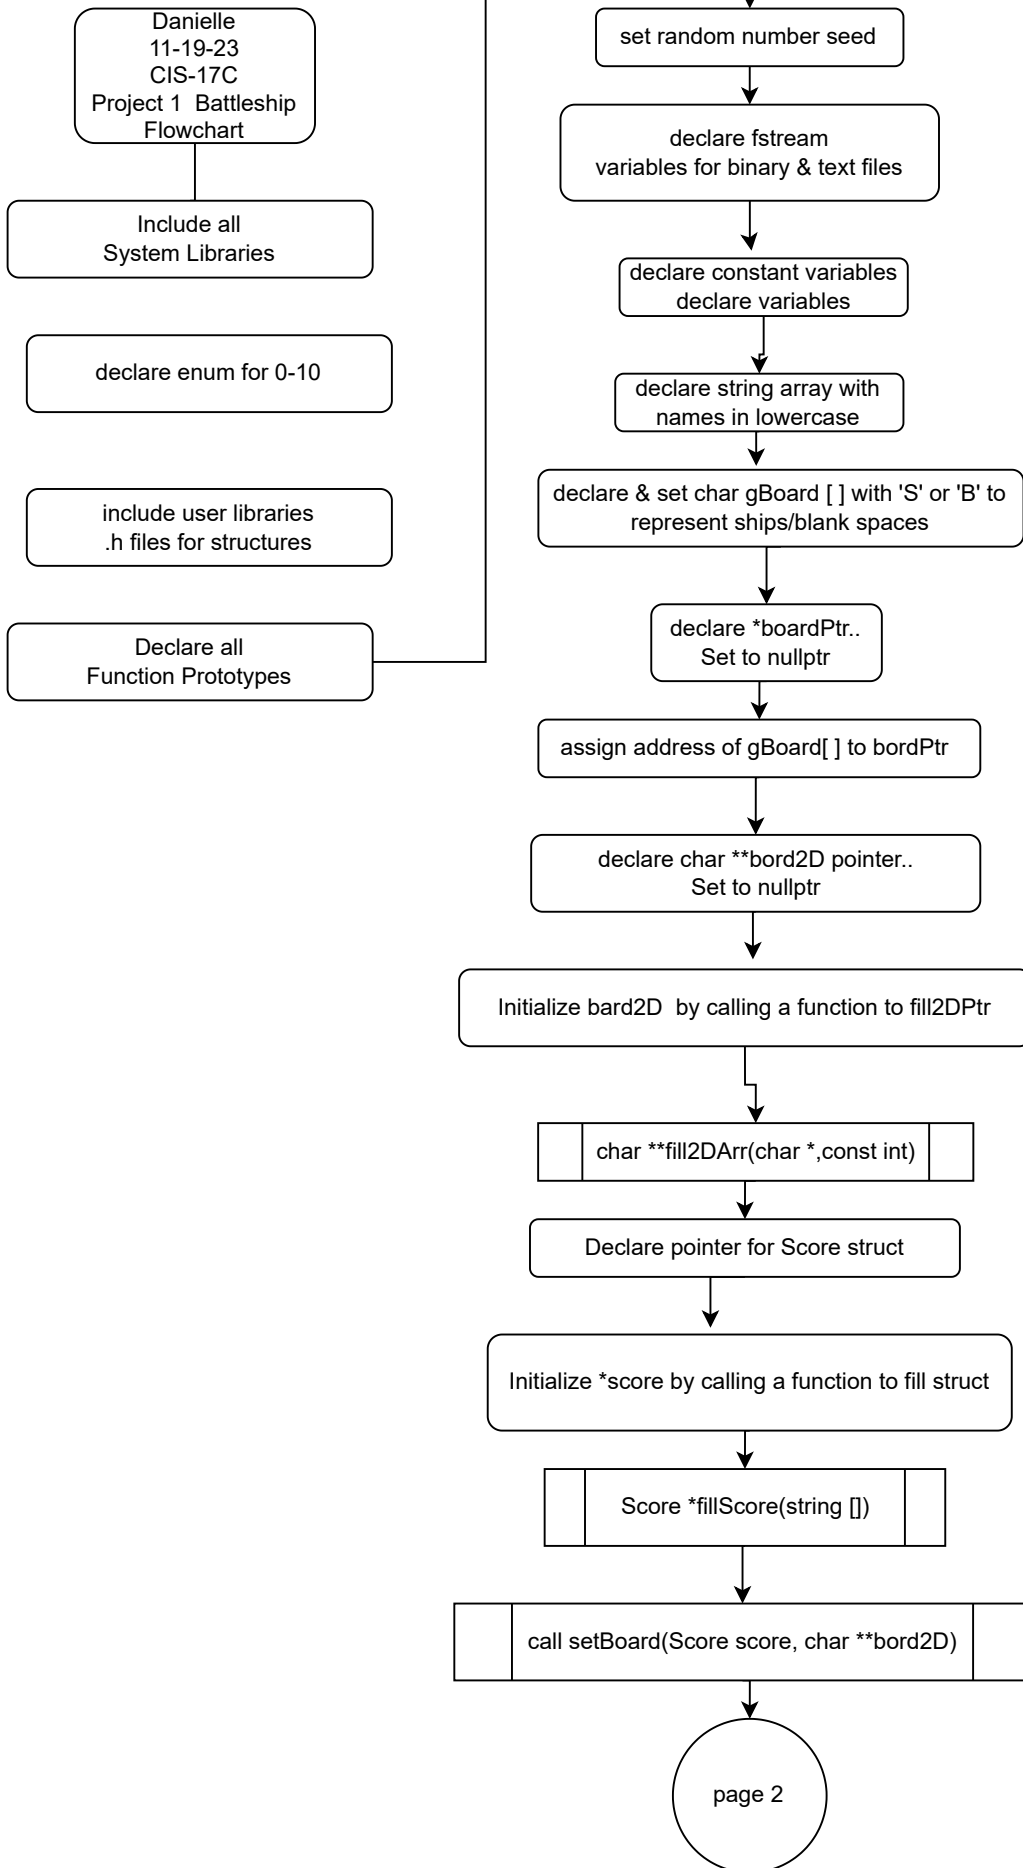 Danielle
11-19-23
CIS-17C
Project 1  Battleship
Flowchart
Include all
System Libraries
declare enum for 0-10
include user libraries
.h files for structures
Declare all
Function Prototypes
set random number seed
declare fstream
variables for binary & text files
declare constant variables
declare variables
declare string array with
names in lowercase
declare & set char gBoard [ ] with 'S' or 'B' to
represent ships/blank spaces
declare *boardPtr..
Set to nullptr
assign address of gBoard[ ] to bordPtr
declare char **bord2D pointer..
Set to nullptr
Initialize bard2D  by calling a function to fill2DPtr
char **fill2DArr(char *,const int)
Declare pointer for Score struct
Initialize *score by calling a function to fill struct
Score *fillScore(string [])
call setBoard(Score score, char **bord2D)
page 2